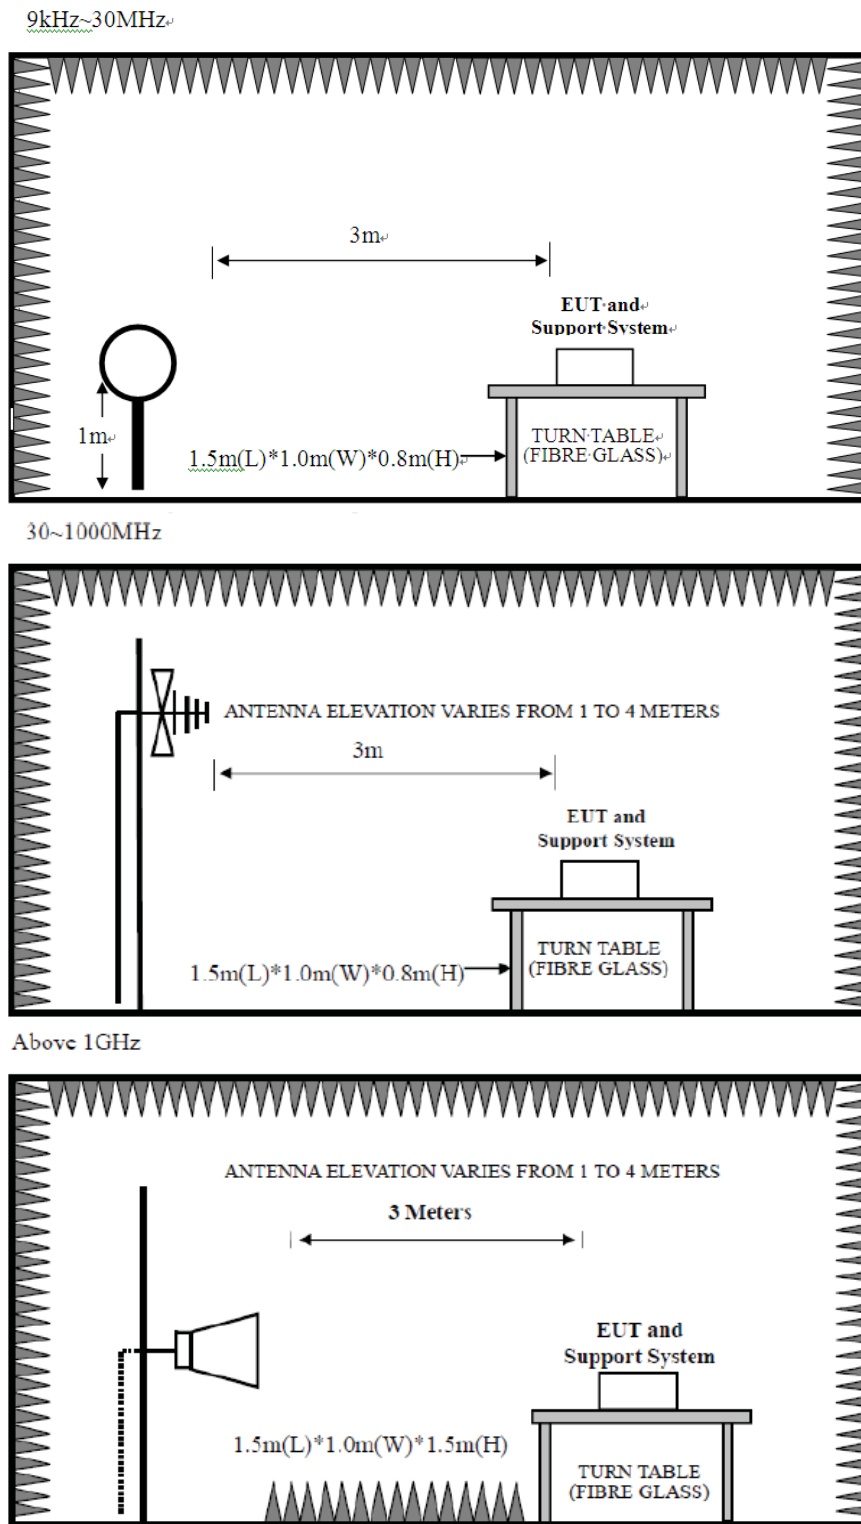 9kHz~30MHz
3m
EUT and
Support System
1m
TURN TABLE
(FIBRE GLASS)
1.5m(L)*1.0m(W)*0.8m(H)
30~1000MHz
ANTENNA ELEVATION VARIES FROM 1 TO 4 METERS
3m
EUT and
Support System
TURN TABLE
(FIBRE GLASS)
1.5m(L)*1.0m(W)*0.8m(H)
Above 1GHz
ANTENNA ELEVATION VARIES FROM 1 TO 4 METERS
3 Meters
EUT and
Support System
1.5m(L)*1.0m(W)*1.5m(H)
TURN TABLE
(FIBRE GLASS)